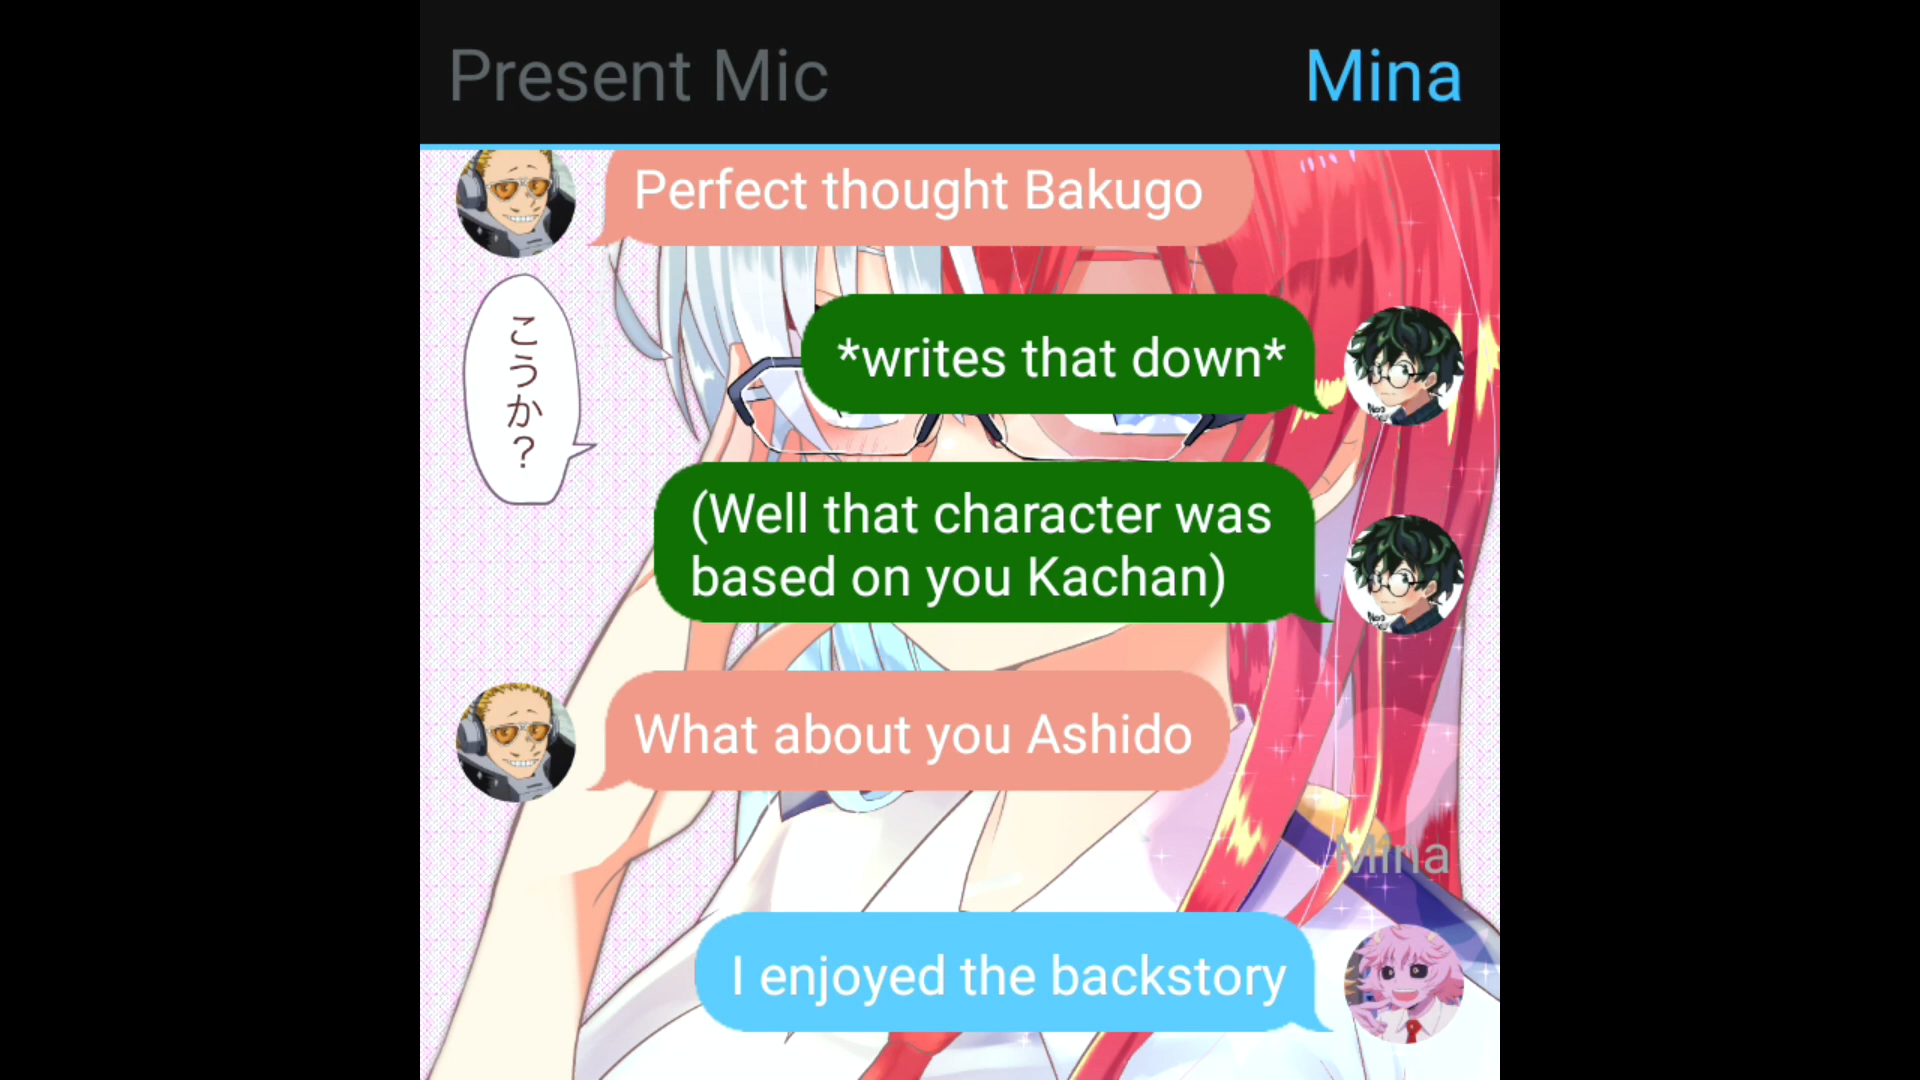 Present Mic
Mina
Perfect thought Bakugo
*writes that down*
こうか?
(Well that character was
based on you Kachan)
What about you Ashido
Mina
I enjoyed the backstory